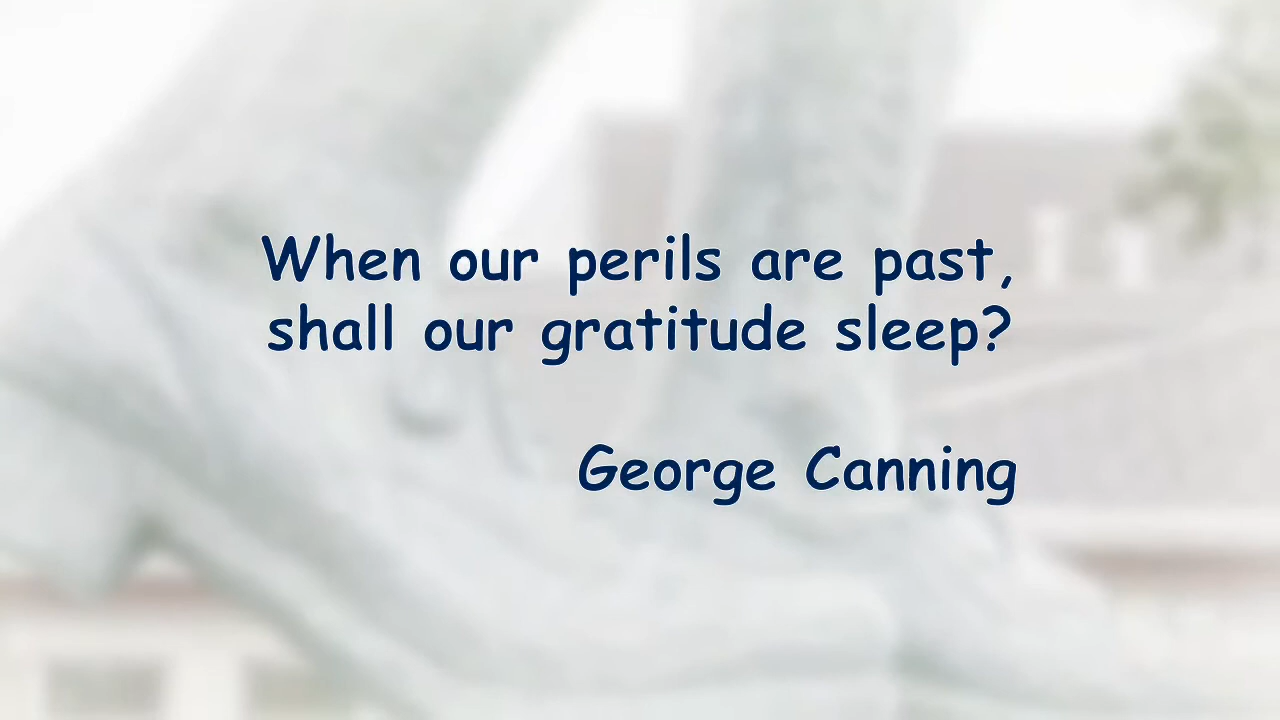 When our perils are past,
shall our gratitude sleep?
George Canning